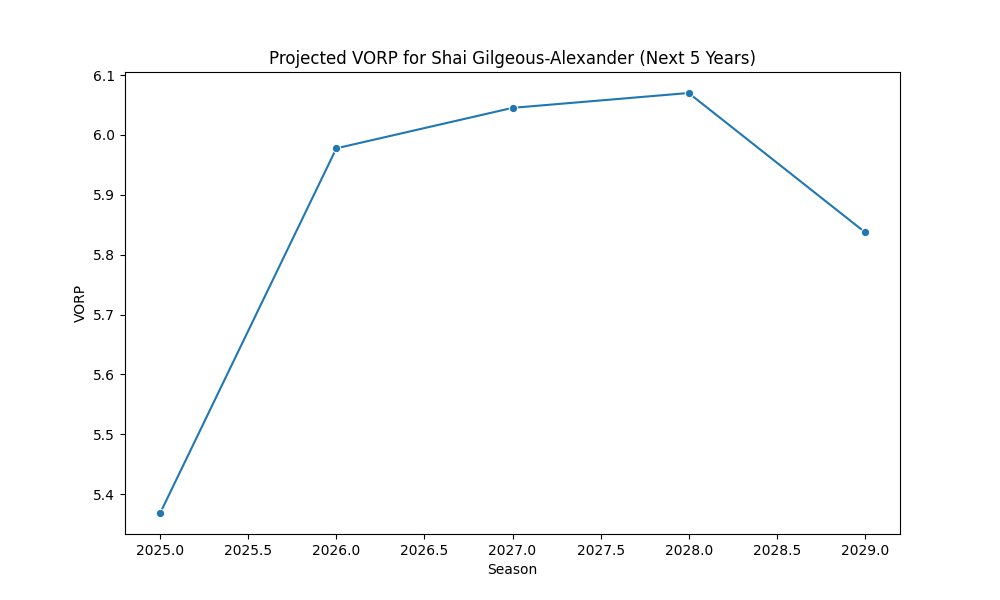 Projected VORP for Shai Gilgeous-Alexander (Next 5 Years)
6.1
6.0
5.9
5.8
5.7
5.6
5.5
5.4
VORP
2025.0 2025.5 2026.0 2026.5 2027.0 2027.5 2028.0 2028.5 2029.0
Season